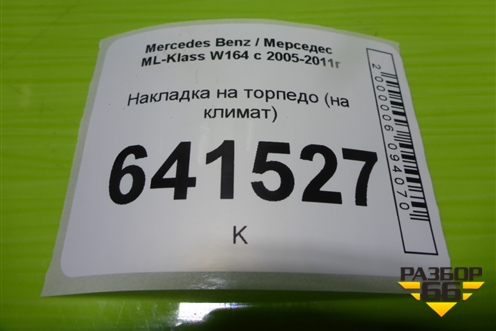 Mercedes Benz / Мерседес
ML-Klass W164 с 2005-2011г
Накладка на торпедо (на
климат)
641527
К
2000006094070
РАЗБОР
66